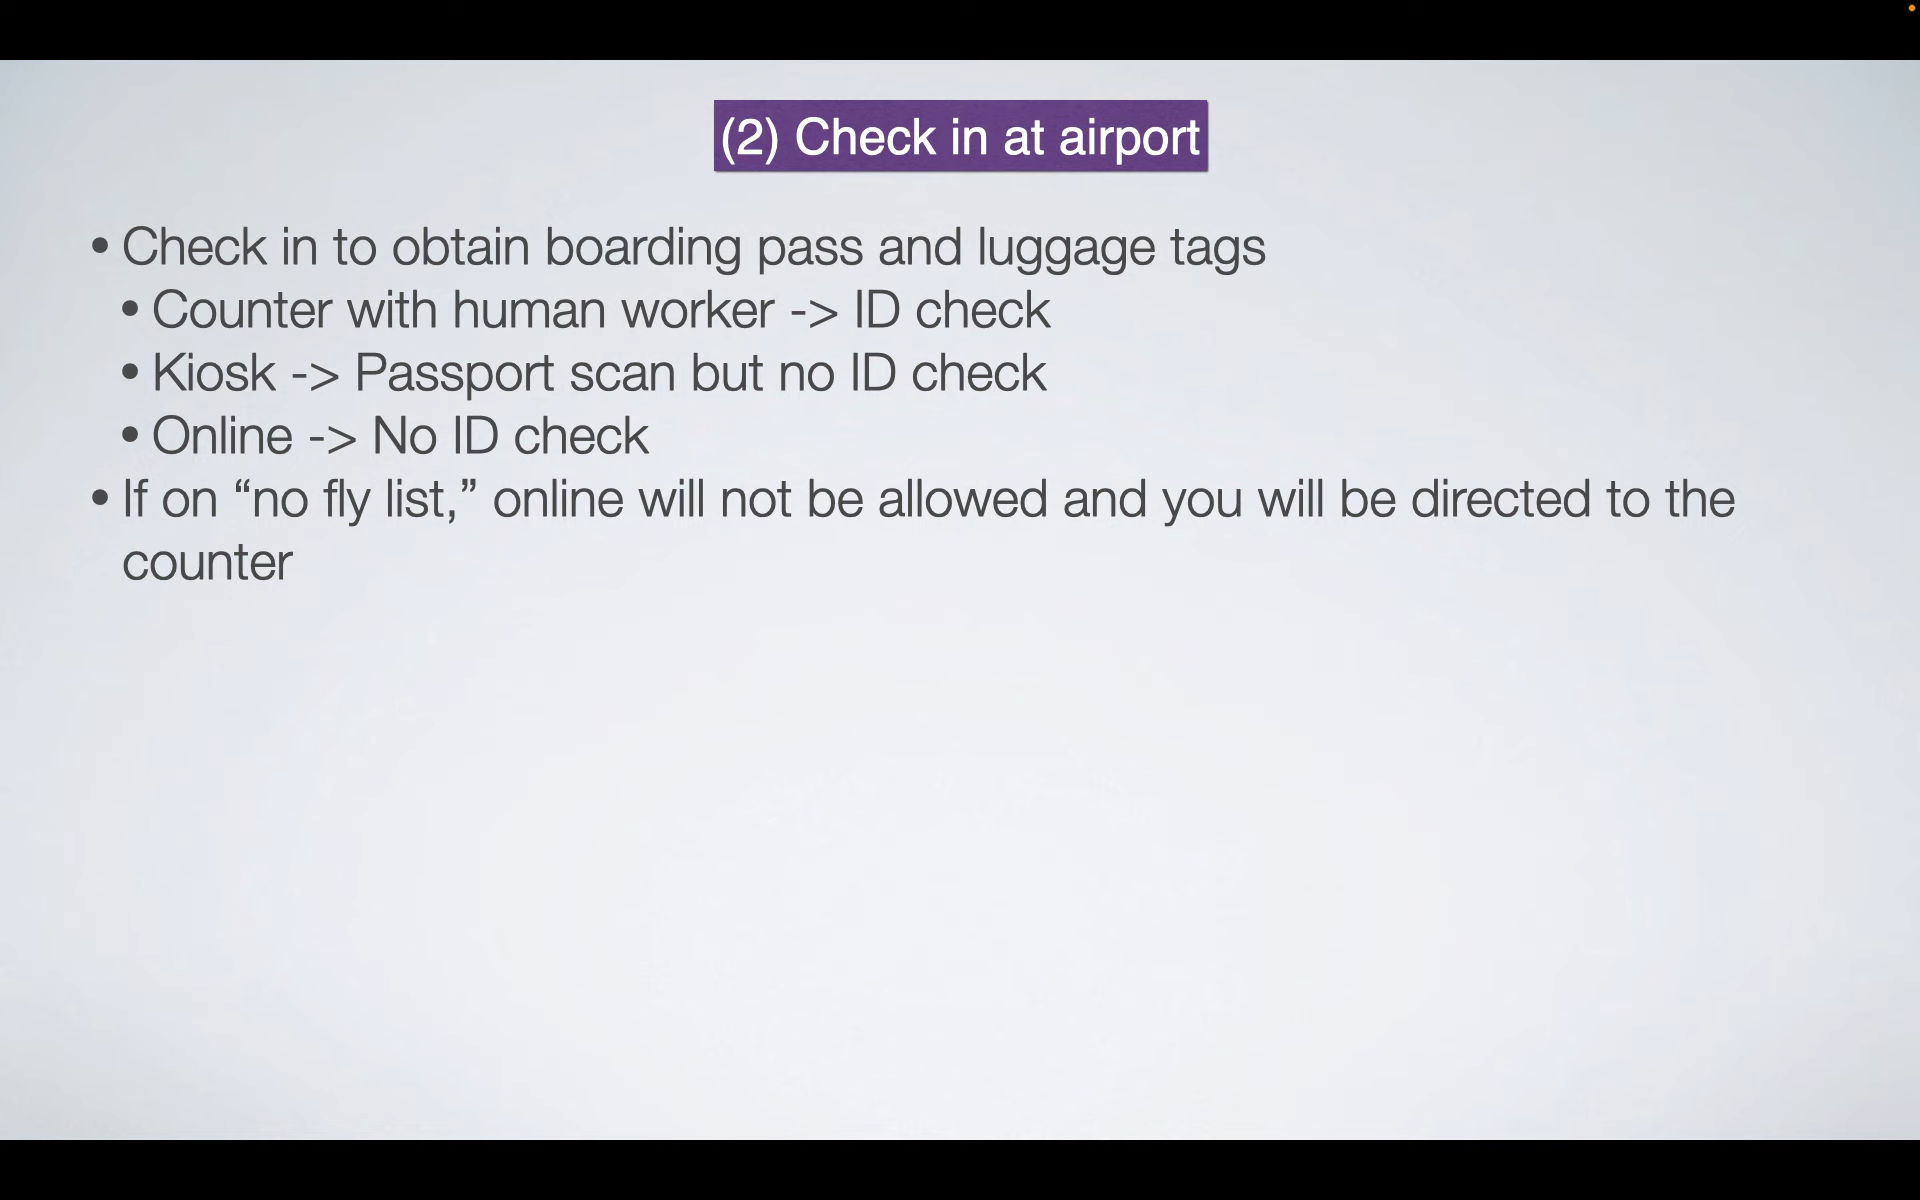 (2) Check in at airport
• Check in to obtain boarding pass and luggage tags
• Counter with human worker -> ID check
• Kiosk -> Passport scan but no ID check
• Online -> No ID check
• If on “no fly list,” online will not be allowed and you will be directed to the
counter